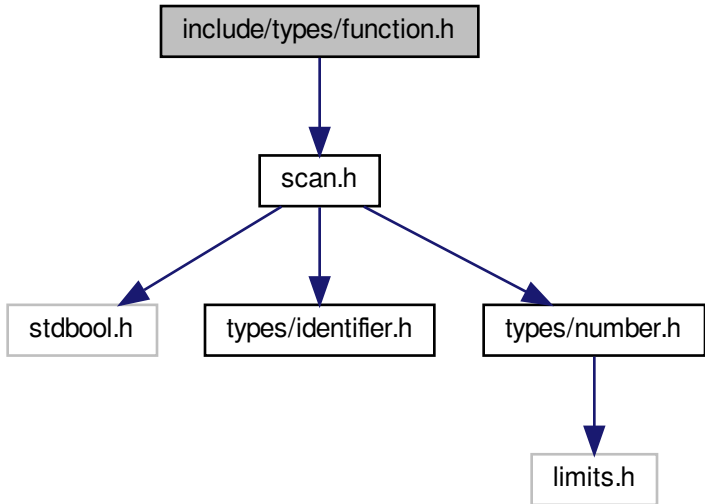 include/types/function.h
scan.h
stdbool.h
types/identifier.h
types/number.h
limits.h